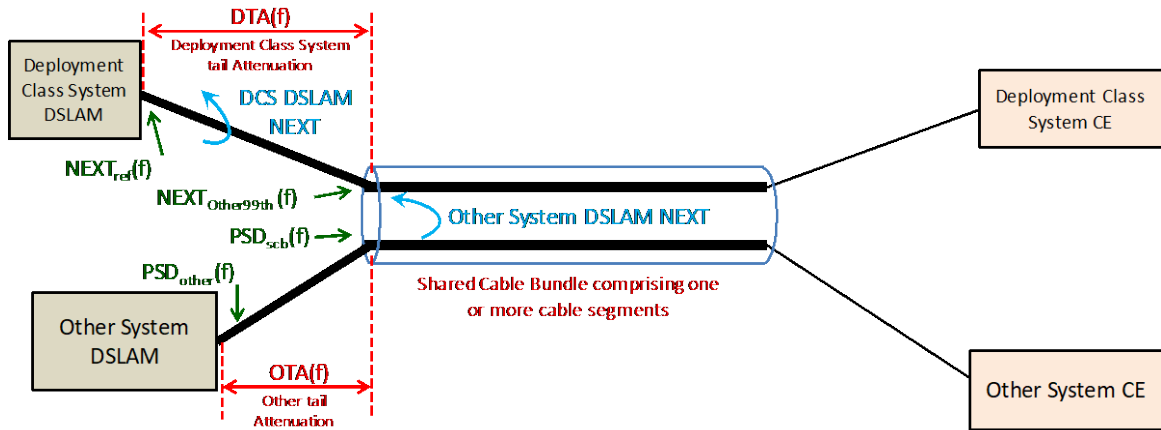 DTA(f)
Deployment Class System
tail Attenuation
Deployment
Class System
DSLAM
DCS DSLAM
NEXT
Deployment Class
System CE
NEXTref(f)
NEXTOther99th (f)
Other System DSLAM NEXT
PSDscb(f)
PSDother(f)
Shared Cable Bundle comprising one
or more cable segments
Other System
DSLAM
OTA(f)
Other tail
Attenuation
Other System CE